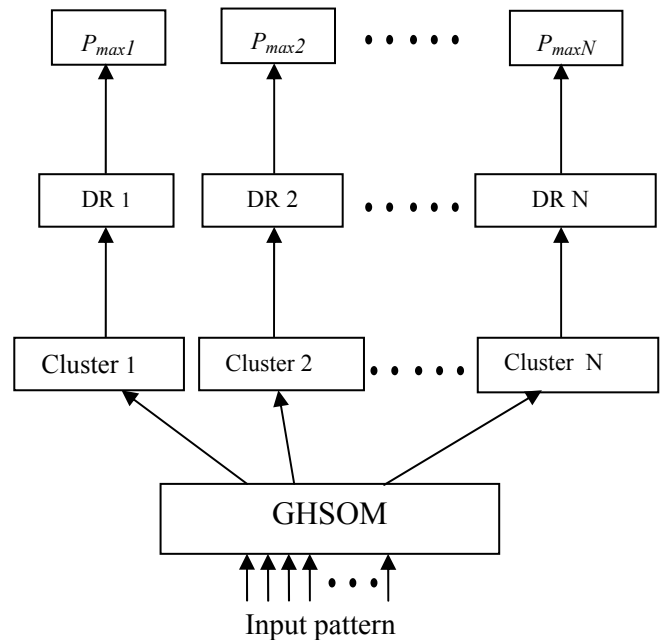 Pmax1 Pmax2 PmaxN
DR 1 DR 2 DR N
Cluster 1 Cluster 2 Cluster N
GHSOM
Input pattern